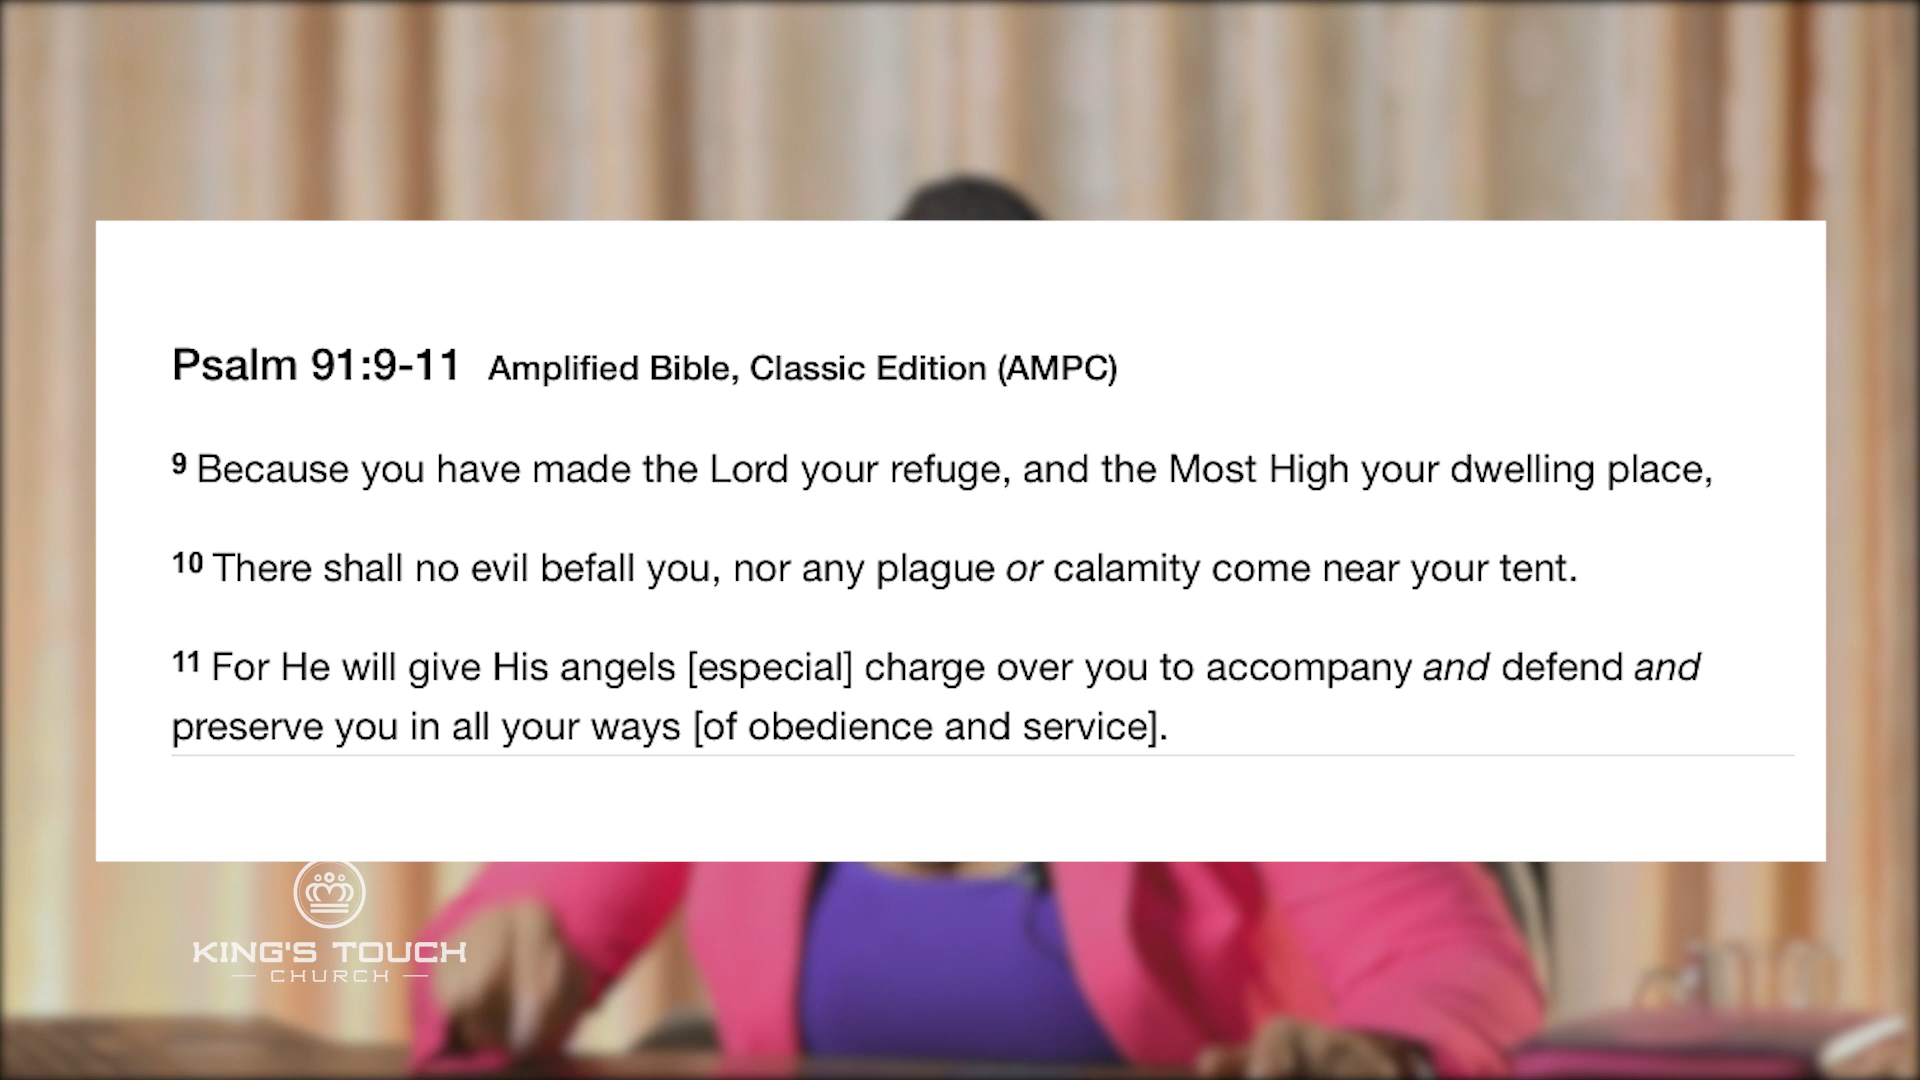 Psalm 91:9-11 Amplified Bible, Classic Edition (AMPC)
9 Because you have made the Lord your refuge, and the Most High your dwelling place,
10 There shall no evil befall you, nor any plague or calamity come near your tent.
11 For He will give His angels [especial] charge over you to accompany and defend and
preserve you in all your ways [of obedience and service].
KING'S TOUCH
CHURCH